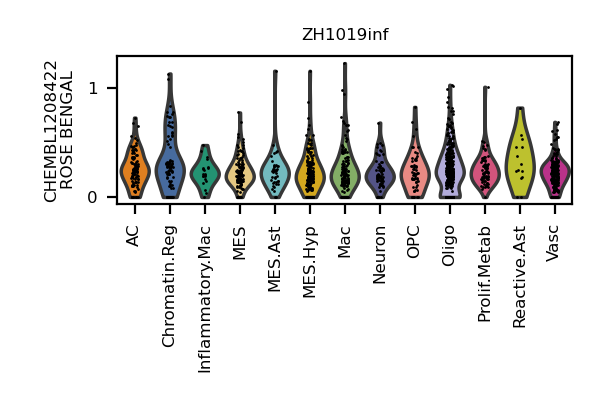 ZH1019inf
CHEMBL1208422
ROSE BENGAL
1
0
AC
Chromatin.Reg
Inflammatory.Mac
MES
MES.Ast
MES.Hyp
Mac
Neuron
OPC
Oligo
Prolif.Metab
Reactive.Ast
Vasc